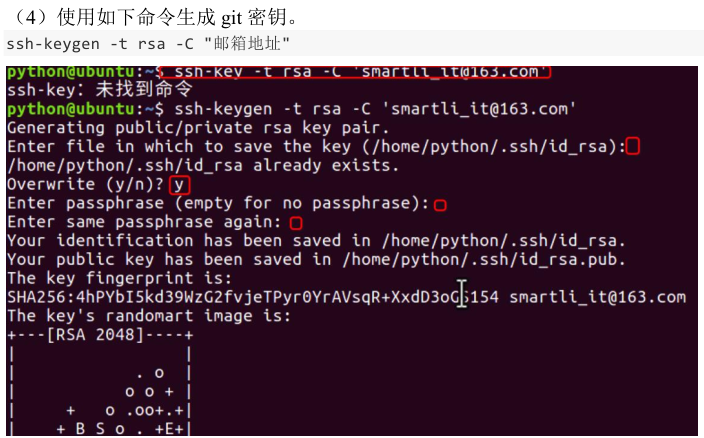 （4）使用如下命令生成 git 密钥。
ssh-keygen -t rsa -C "邮箱地址"
python@ubuntu:~$ ssh-key -t rsa -C 'smartli_it@163.com'
ssh-key：未找到命令
python@ubuntu:~$ ssh-keygen -t rsa -C 'smartli_it@163.com'
Generating public/private rsa key pair.
Enter file in which to save the key (/home/python/.ssh/id_rsa):
/home/python/.ssh/id_rsa already exists.
Overwrite (y/n)? y
Enter passphrase (empty for no passphrase):
Enter same passphrase again:
Your identification has been saved in /home/python/.ssh/id_rsa.
Your public key has been saved in /home/python/.ssh/id_rsa.pub.
The key fingerprint is:
SHA256:4hPYbI5kd39WzG2fvjeTPyr0YrAVsqR+XxdD3oG5154 smartli_it@163.com
The key's randomart image is:
+---[RSA 2048]----+
|                 |
|            . o  |
|           o o + |
|     +   o .oo+.+|
|    + B S o . +E+|